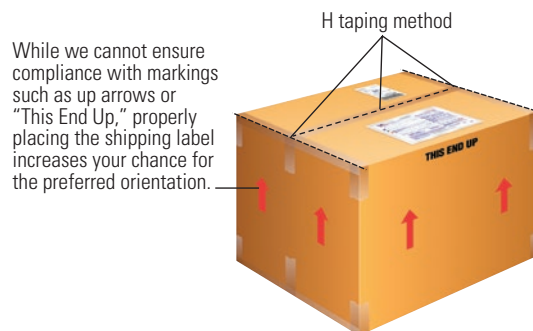 H taping method
While we cannot ensure
compliance with markings
such as up arrows or
“This End Up,” properly
placing the shipping label
increases your chance for
the preferred orientation.
THIS END UP